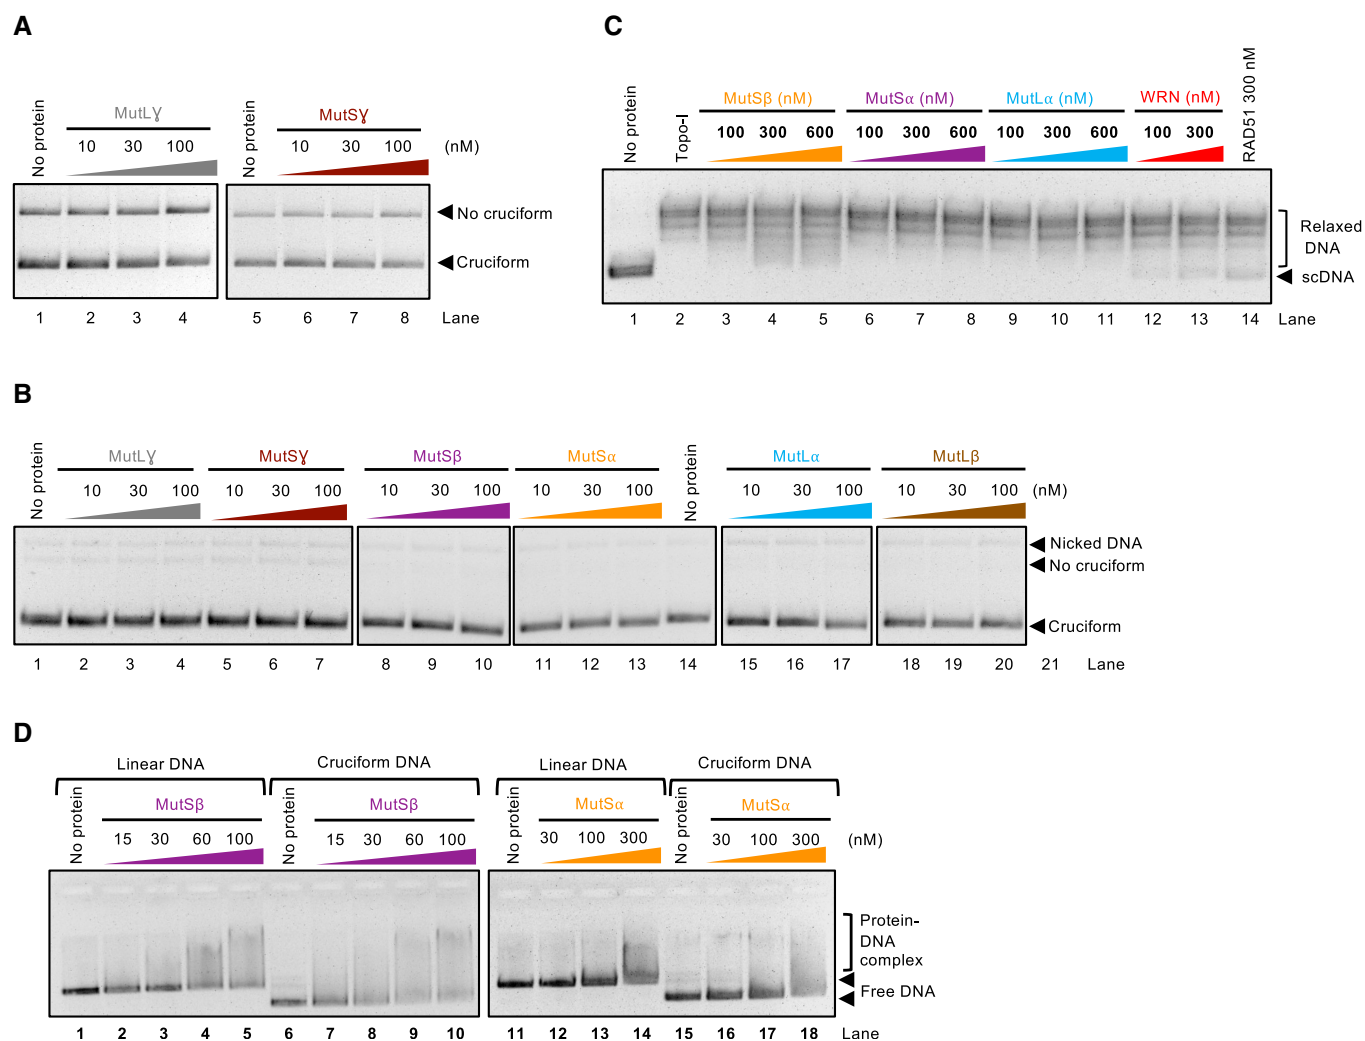 A
No protein
MutLƔ
10 30 100
No protein
MutSƔ
10 30 100
(nM)
No cruciform
Cruciform
1 2 3 4 5 6 7 8 Lane
C
No protein
Topo-I
MutSβ (nM)
100 300 600
MutSα (nM)
100 300 600
MutLα (nM)
100 300 600
WRN (nM)
100 300
RAD51 300 nM
Relaxed
DNA
scDNA
1 2 3 4 5 6 7 8 9 10 11 12 13 14 Lane
B
No protein
MutLƔ
10 30 100
MutSƔ
10 30 100
MutSβ
10 30 100
MutSα
10 30 100
No protein
MutLα
10 30 100
MutLβ
10 30 100
(nM)
Nicked DNA
No cruciform
Cruciform
1 2 3 4 5 6 7 8 9 10 11 12 13 14 15 16 17 18 19 20 21 Lane
D
Linear DNA
No protein
MutSβ
15 30 60 100
Cruciform DNA
No protein
MutSβ
15 30 60 100
Linear DNA
No protein
MutSα
30 100 300
Cruciform DNA
No protein
MutSα
30 100 300
(nM)
Protein-
DNA
complex
Free DNA
1 2 3 4 5 6 7 8 9 10 11 12 13 14 15 16 17 18 Lane